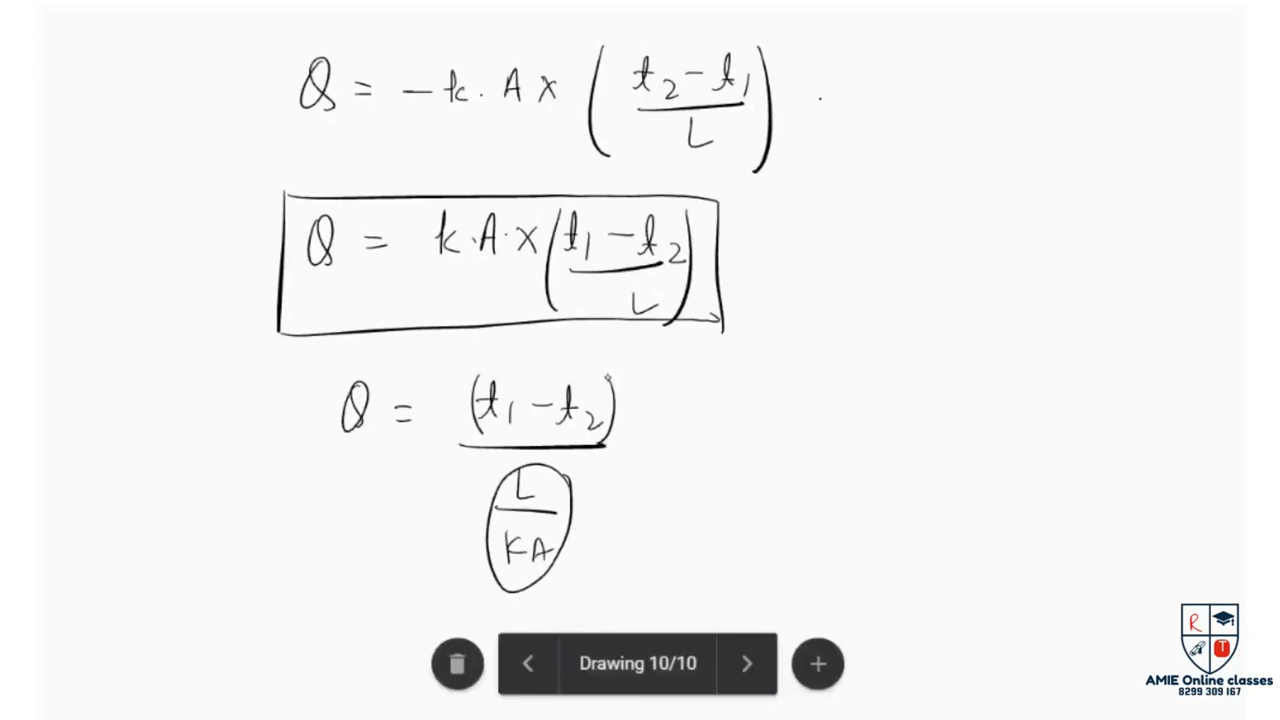 Q = -k. A x ( t2 - t1 / L ) .
Q = k.A.x ( t1 - t2 / L )
Q = (t1 - t2) / L / KA
Drawing 10/10
R T
AMIE Online classes
8299 309 167